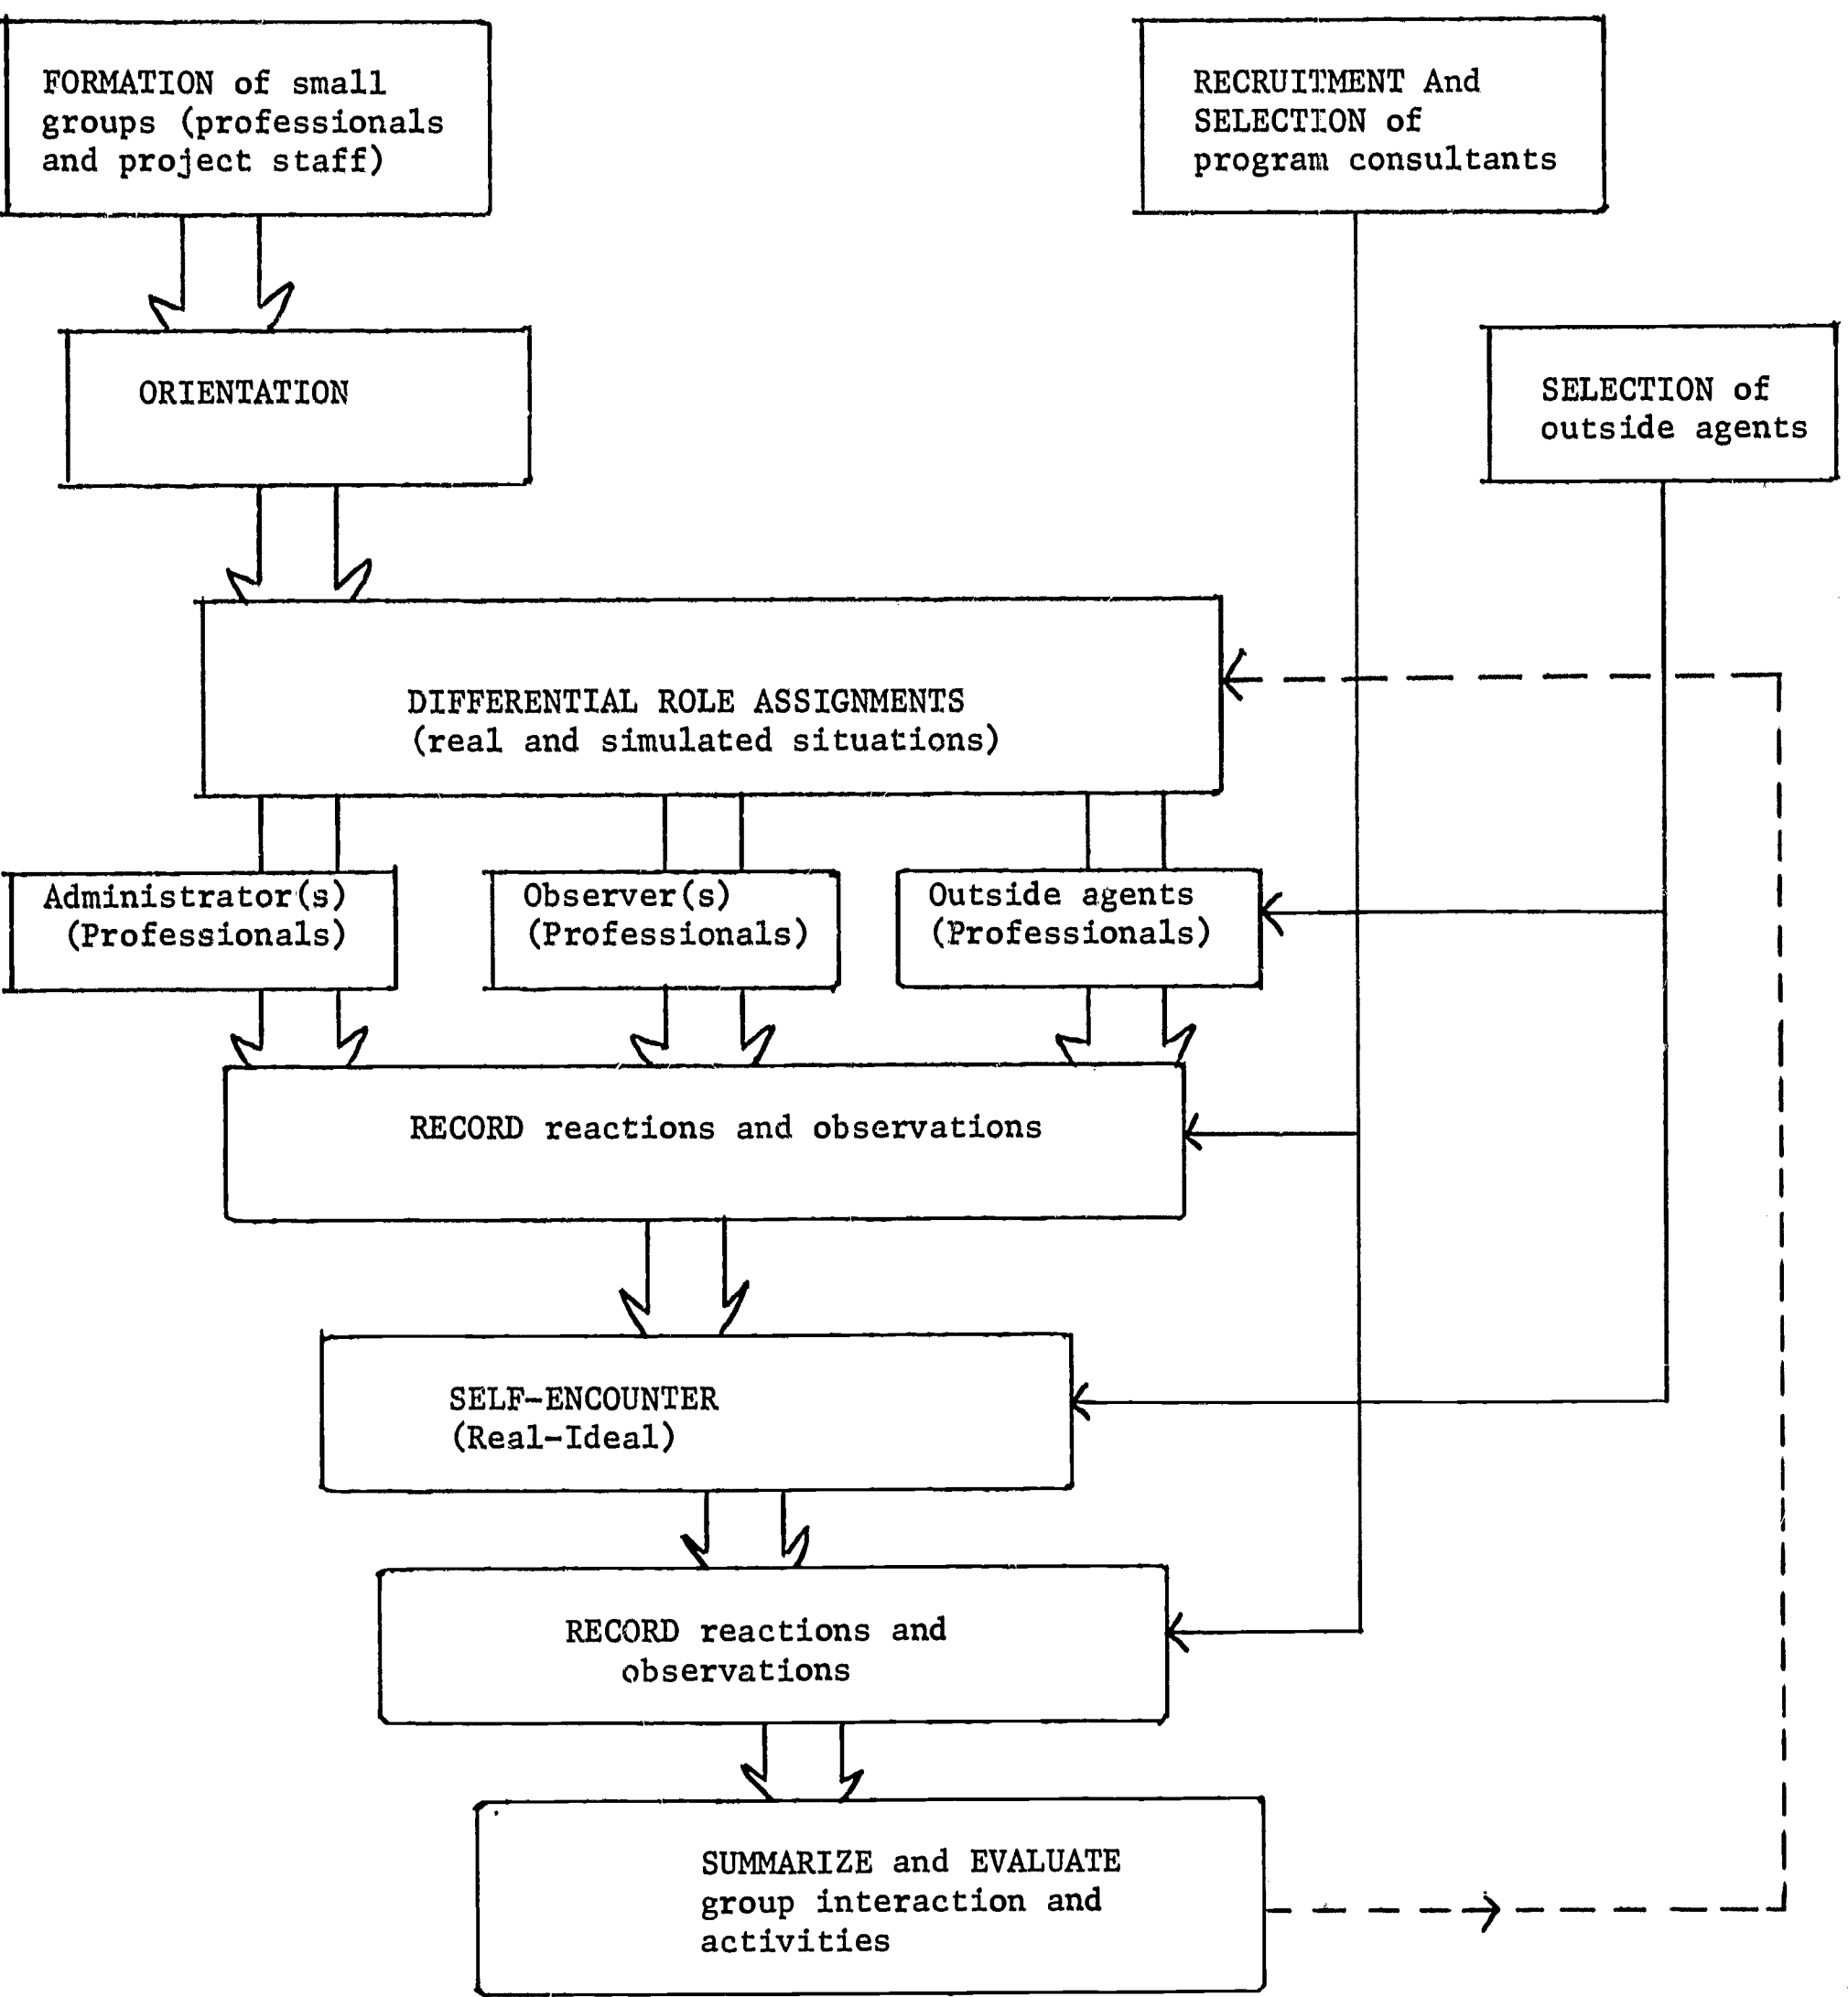 FORMATION of small
groups (professionals
and project staff)
RECRUITMENT And
SELECTION of
program consultants
ORIENTATION
SELECTION of
outside agents
DIFFERENTIAL ROLE ASSIGNMENTS
(real and simulated situations)
Administrator(s)
(Professionals)
Observer(s)
(Professionals)
Outside agents
(Professionals)
RECORD reactions and observations
SELF-ENCOUNTER
(Real-Ideal)
RECORD reactions and
observations
SUMMARIZE and EVALUATE
group interaction and
activities